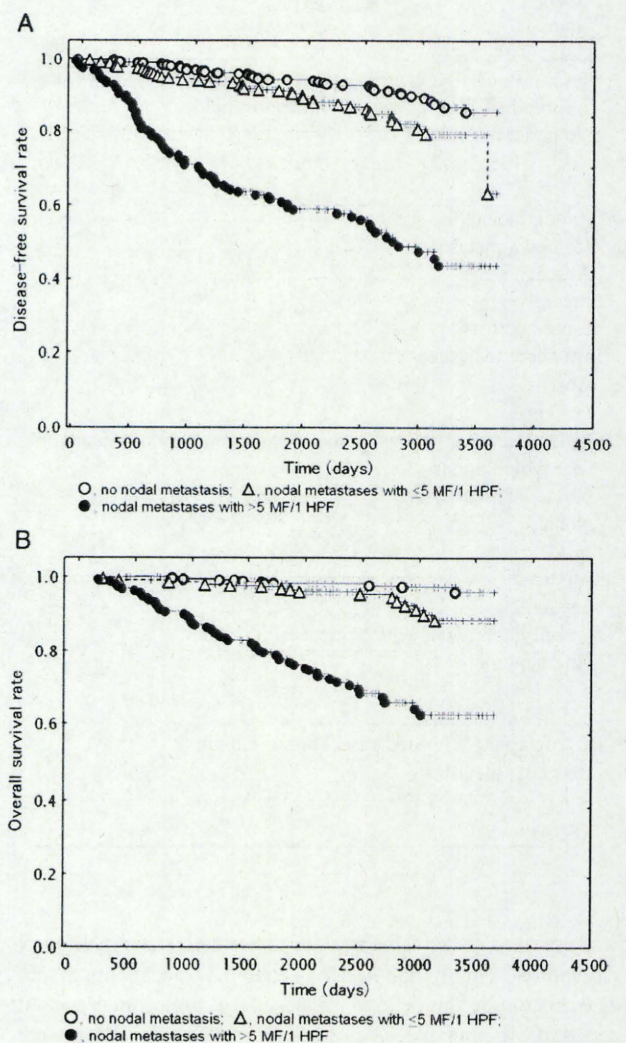 A
Disease-free survival rate
1.0
0.8
0.6
0.4
0.2
0.0
0 500 1000 1500 2000 2500 3000 3500 4000 4500
Time (days)
, no nodal metastasis; , nodal metastases with ≤5 MF/1 HPF;
, nodal metastases with >5 MF/1 HPF
B
Overall survival rate
1.0
0.8
0.6
0.4
0.2
0.0
0 500 1000 1500 2000 2500 3000 3500 4000 4500
Time (days)
, no nodal metastasis; , nodal metastases with ≤5 MF/1 HPF;
, nodal metastases with >5 MF/1 HPF